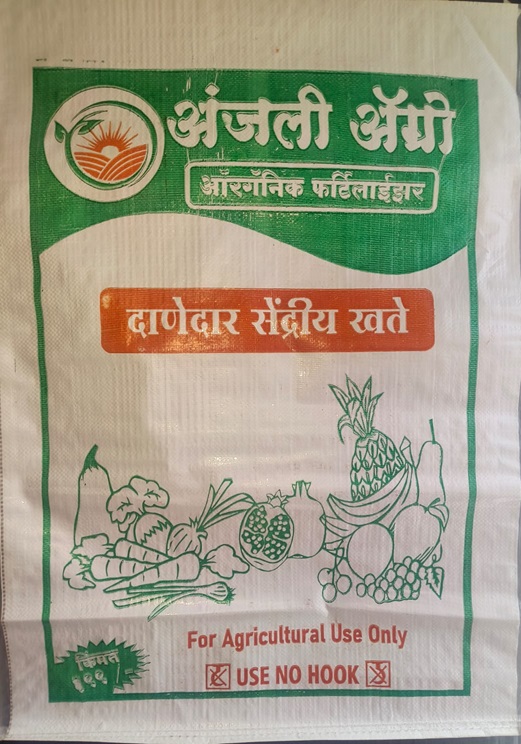 अंजली ॲग्रो
ऑरगॅनिक फर्टिलाईझर
दाणेदार सेंद्रीय खते
For Agricultural Use Only
USE NO HOOK
किंमत